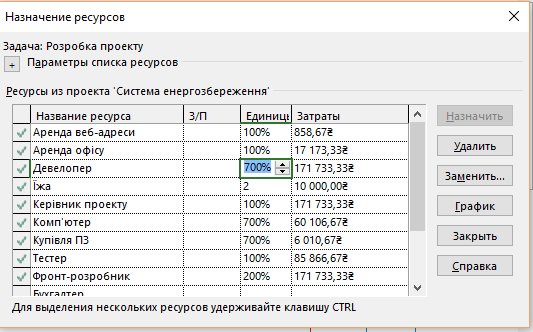 Назначение ресурсов
Задача: Розробка проекту
+ Параметры списка ресурсов
Ресурсы из проекта 'Система енергозбереження'
Название ресурса З/П Единицы Затраты
Аренда веб-адреси 100% 858,67₴
Аренда офісу 100% 17 173,33₴
Девелопер 700% 171 733,33₴
Їжа 2 10 000,00₴
Керівник проекту 100% 171 733,33₴
Комп'ютер 700% 60 106,67₴
Купівля ПЗ 700% 6 010,67₴
Тестер 100% 85 866,67₴
Фронт-розробник 200% 171 733,33₴
Бухгалтер
Назначить
Удалить
Заменить...
График
Закрыть
Справка
Для выделения нескольких ресурсов удерживайте клавишу CTRL